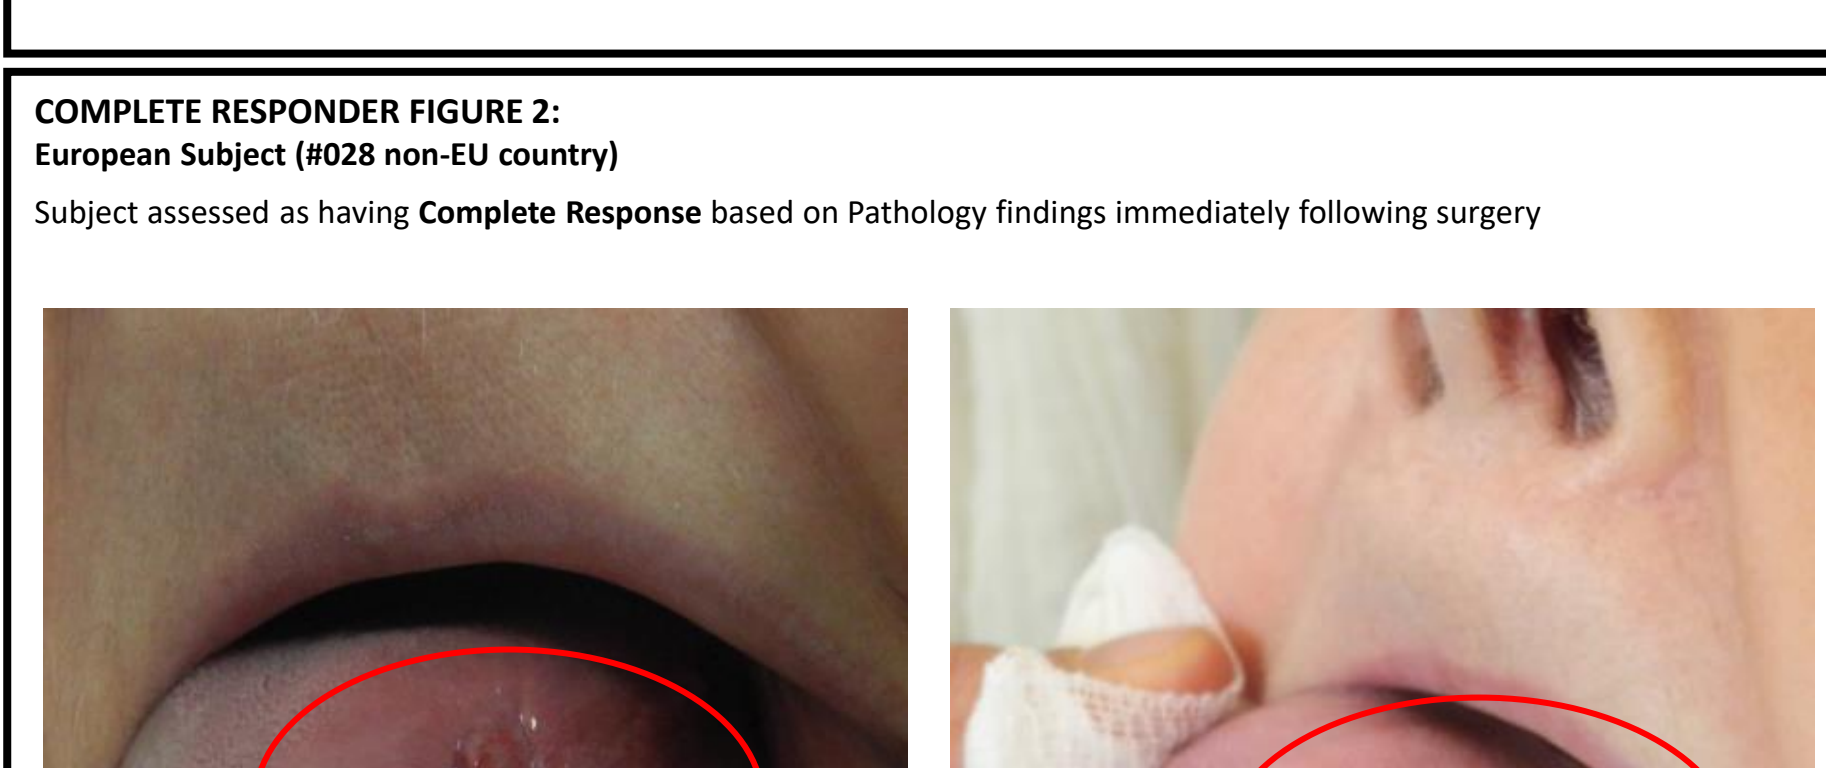 COMPLETE RESPONDER FIGURE 2:
European Subject (#028 non-EU country)
Subject assessed as having Complete Response based on Pathology findings immediately following surgery